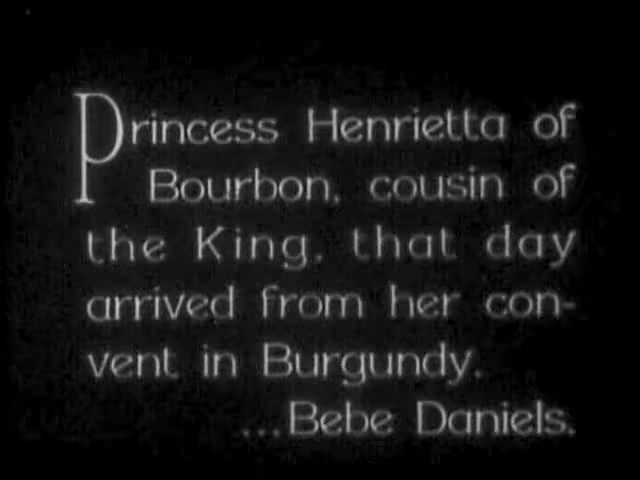 Princess Henrietta of
Bourbon, cousin of
the King, that day
arrived from her con-
vent in Burgundy.
...Bebe Daniels.